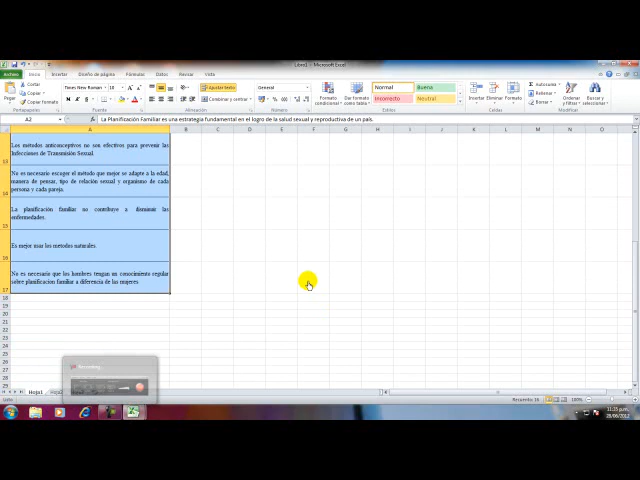 Libro1 - Microsoft Excel
Archivo Inicio Insertar Diseño de página Fórmulas Datos Revisar Vista
Pegar
Cortar
Copiar
Copiar formato
Portapapeles
Times New Roman
Fuente
Ajustar texto
Combinar y centrar
Alineación
General
Número
Formato condicional
Dar formato como tabla
Normal Buena
Incorrecto Neutral
Estilos
Insertar Eliminar Formato
Celdas
Autosuma
Rellenar
Borrar
Ordenar y filtrar
Buscar y
Modificar
A2 La Planificación Familiar es una estrategia fundamental en el logro de la salud sexual y reproductiva de un país.
A B C D E F G H I J K L M N O
Los métodos anticonceptivos no son efectivos para prevenir las
Infecciones de Transmisión Sexual.
13
No es necesario escoger el método que mejor se adapte a la edad,
manera de pensar, tipo de relación sexual y organismo de cada
persona y cada pareja.
14
La planificación familiar no contribuye a disminuir las
enfermedades.
15
Es mejor usar los metodos naturales.
16
No es necesario que los hombres tengan un conocimiento regular
sobre planificación familiar a diferencia de las mujeres
17
18
19
20
21
22
23
24
25
26
27
28
29
Recording...
Hoja1 Hoja2
Listo Recuento: 16 100%
11:35 p.m.
28/06/2012